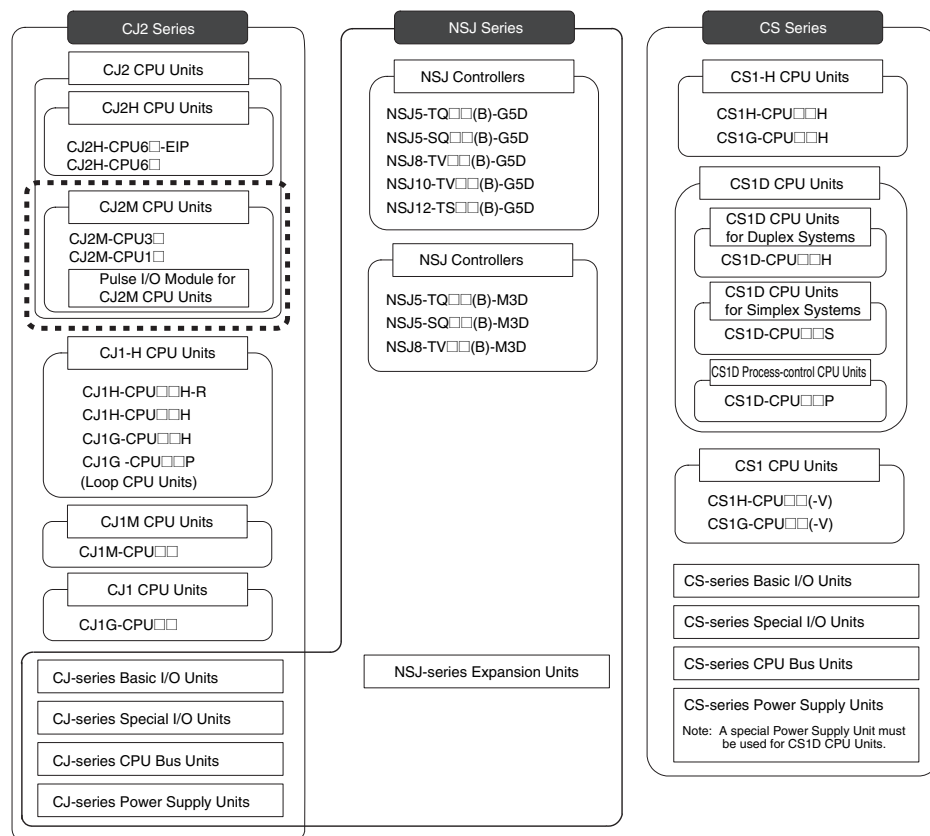 CJ2 Series
CJ2 CPU Units
CJ2H CPU Units
CJ2H-CPU6□-EIP
CJ2H-CPU6□
CJ2M CPU Units
CJ2M-CPU3□
CJ2M-CPU1□
Pulse I/O Module for
CJ2M CPU Units
CJ1-H CPU Units
CJ1H-CPU□□H-R
CJ1H-CPU□□H
CJ1G-CPU□□H
CJ1G -CPU□□P
(Loop CPU Units)
CJ1M CPU Units
CJ1M-CPU□□
CJ1 CPU Units
CJ1G-CPU□□
CJ-series Basic I/O Units
CJ-series Special I/O Units
CJ-series CPU Bus Units
CJ-series Power Supply Units
NSJ Series
NSJ Controllers
NSJ5-TQ□□(B)-G5D
NSJ5-SQ□□(B)-G5D
NSJ8-TV□□(B)-G5D
NSJ10-TV□□(B)-G5D
NSJ12-TS□□(B)-G5D
NSJ Controllers
NSJ5-TQ□□(B)-M3D
NSJ5-SQ□□(B)-M3D
NSJ8-TV□□(B)-M3D
NSJ-series Expansion Units
CS Series
CS1-H CPU Units
CS1H-CPU□□H
CS1G-CPU□□H
CS1D CPU Units
CS1D CPU Units
for Duplex Systems
CS1D-CPU□□H
CS1D CPU Units
for Simplex Systems
CS1D-CPU□□S
CS1D Process-control CPU Units
CS1D-CPU□□P
CS1 CPU Units
CS1H-CPU□□(-V)
CS1G-CPU□□(-V)
CS-series Basic I/O Units
CS-series Special I/O Units
CS-series CPU Bus Units
CS-series Power Supply Units
Note: A special Power Supply Unit must
be used for CS1D CPU Units.